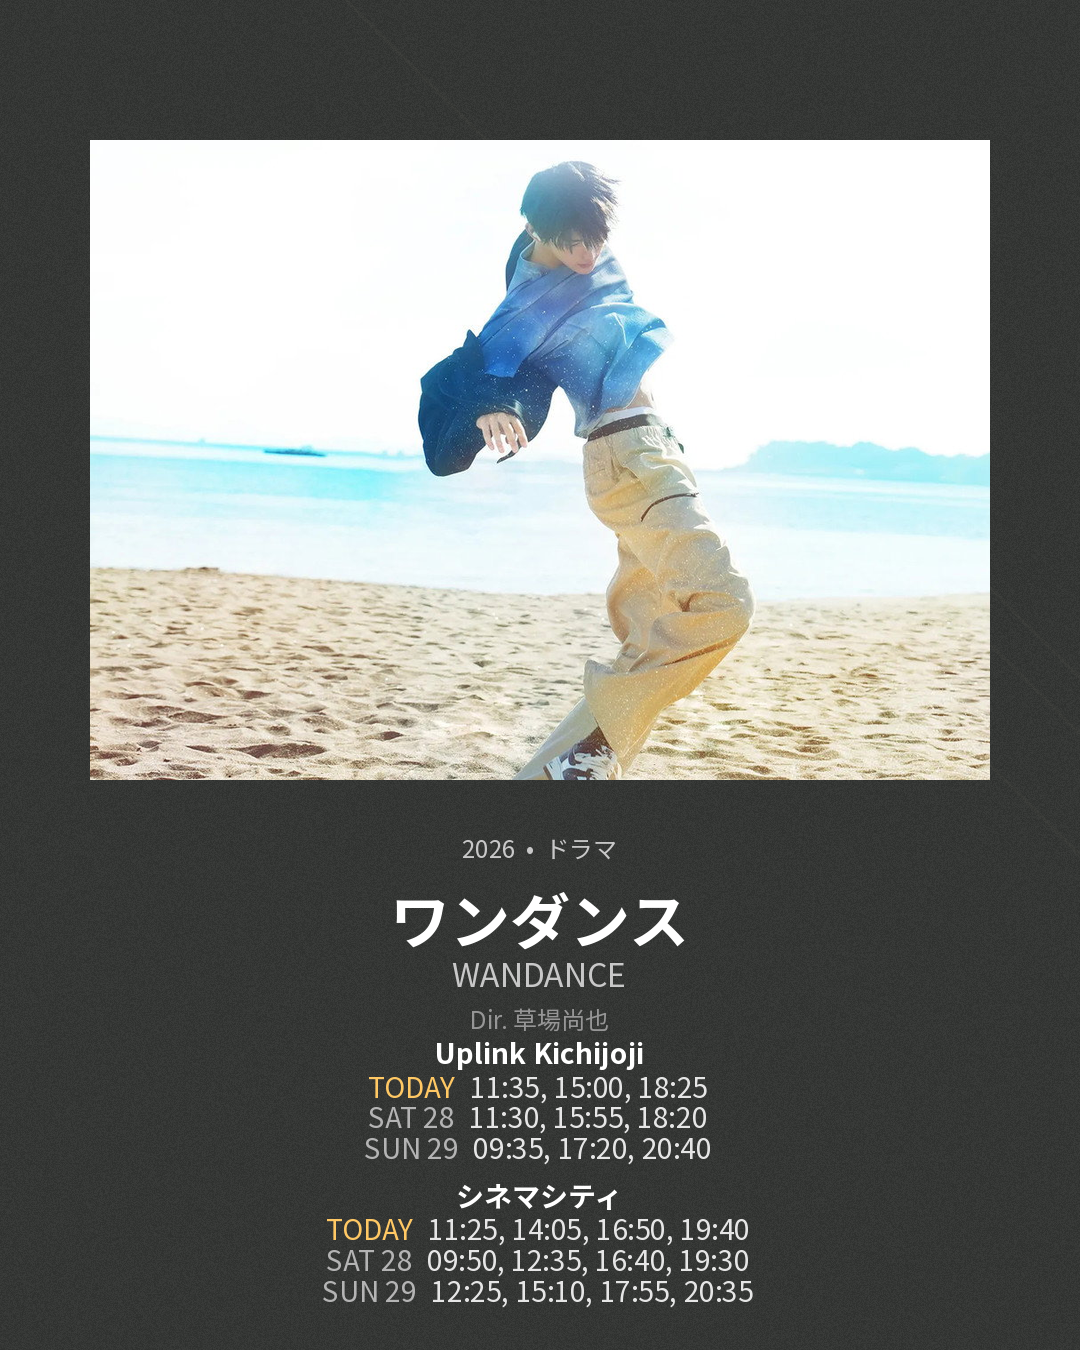 2026 • ドラマ
ワンダンス
WANDANCE
Dir. 草場尚也
Uplink Kichijoji
TODAY 11:35, 15:00, 18:25
SAT 28 11:30, 15:55, 18:20
SUN 29 09:35, 17:20, 20:40
シネマシティ
TODAY 11:25, 14:05, 16:50, 19:40
SAT 28 09:50, 12:35, 16:40, 19:30
SUN 29 12:25, 15:10, 17:55, 20:35